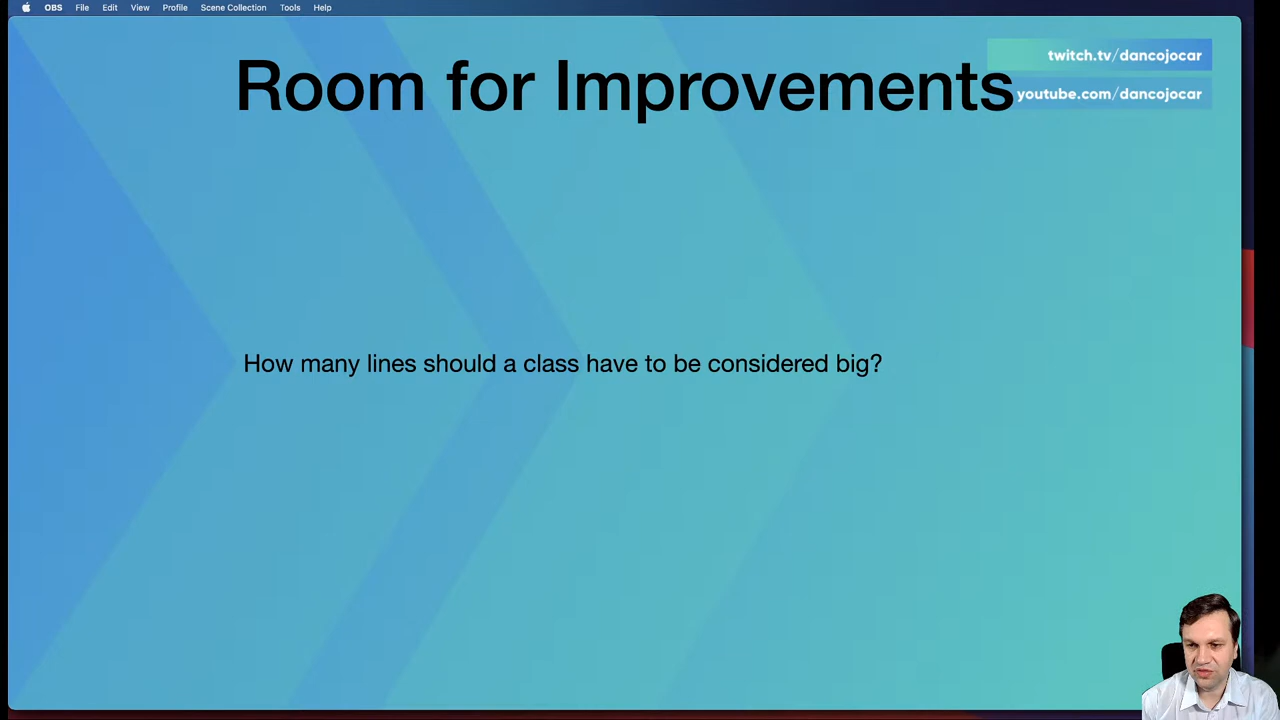 OBS File Edit View Profile Scene Collection Tools Help
Room for Improvements
twitch.tv/dancojocar
youtube.com/dancojocar
How many lines should a class have to be considered big?